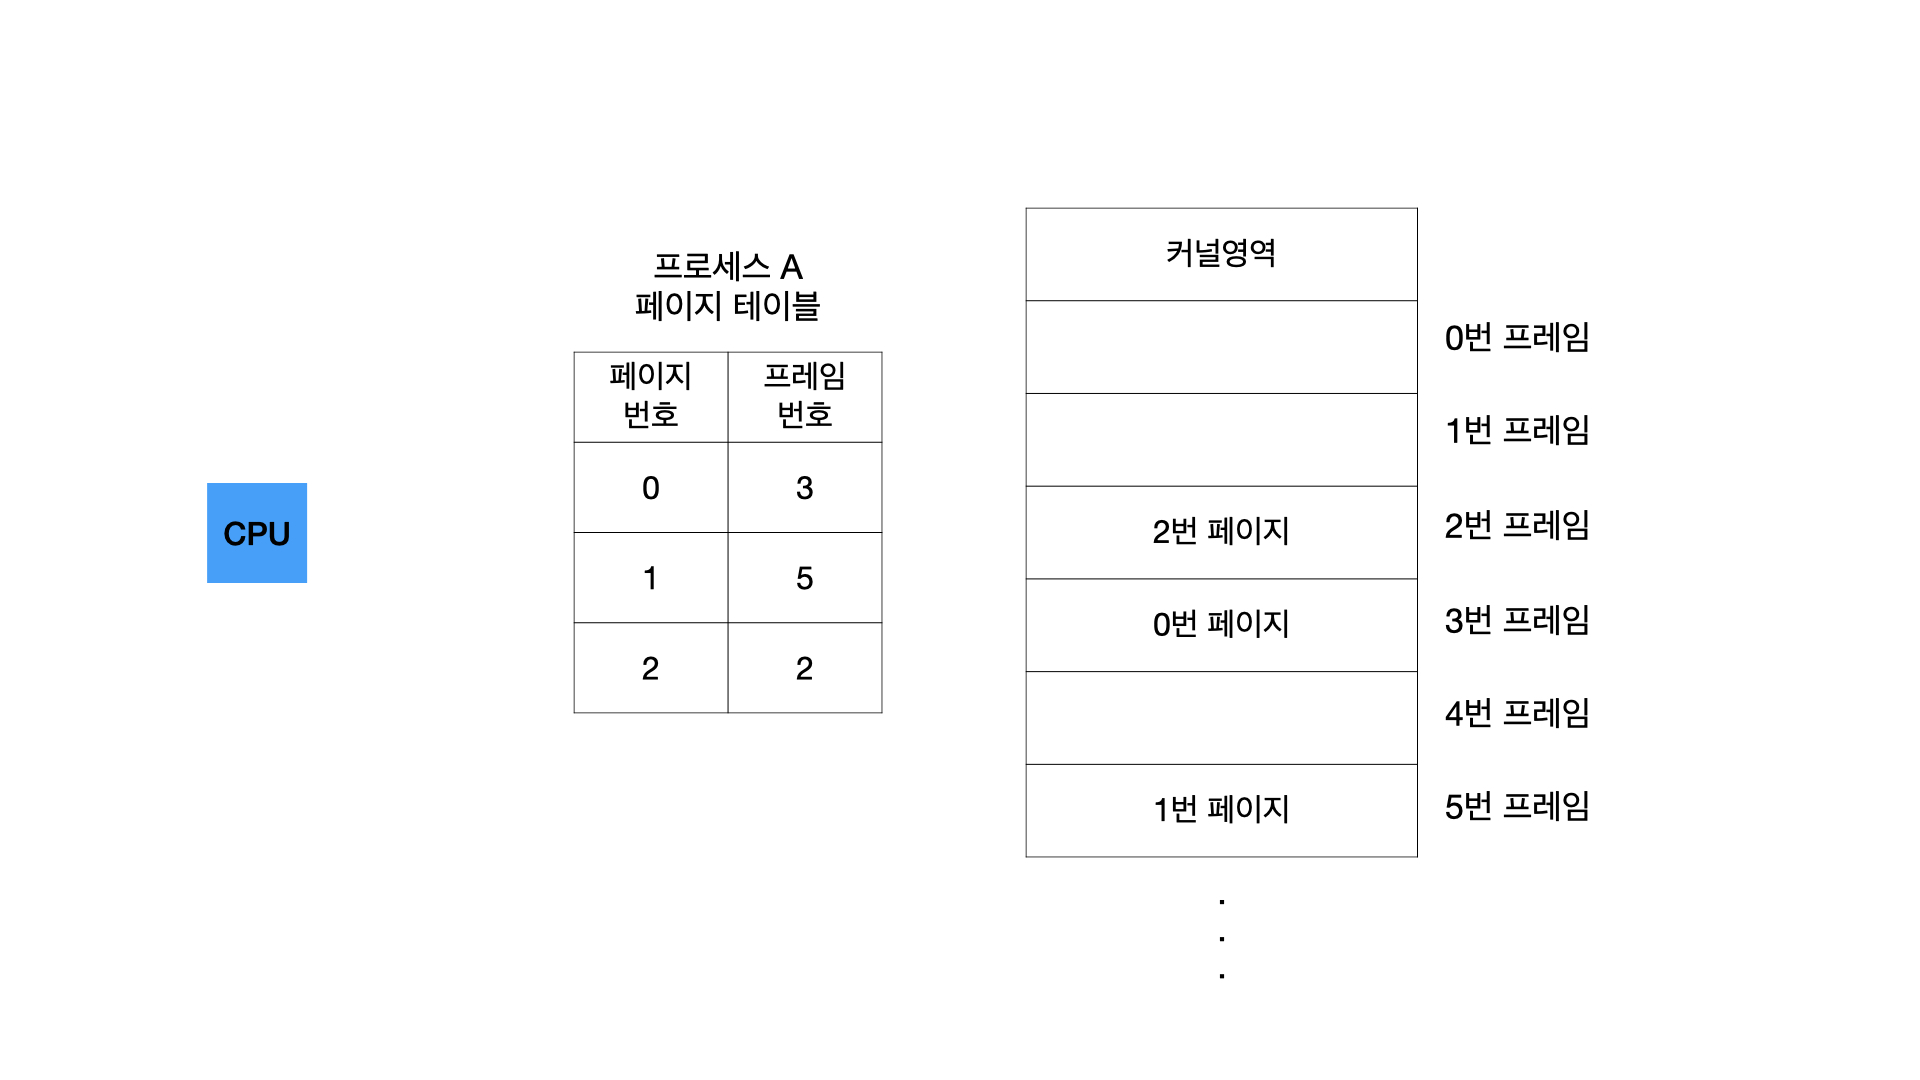 프로세스 A
페이지 테이블
페이지
번호
프레임
번호
0
3
1
5
2
2
CPU
커널영역
0번 프레임
1번 프레임
2번 페이지
2번 프레임
0번 페이지
3번 프레임
4번 프레임
1번 페이지
5번 프레임
.
.
.